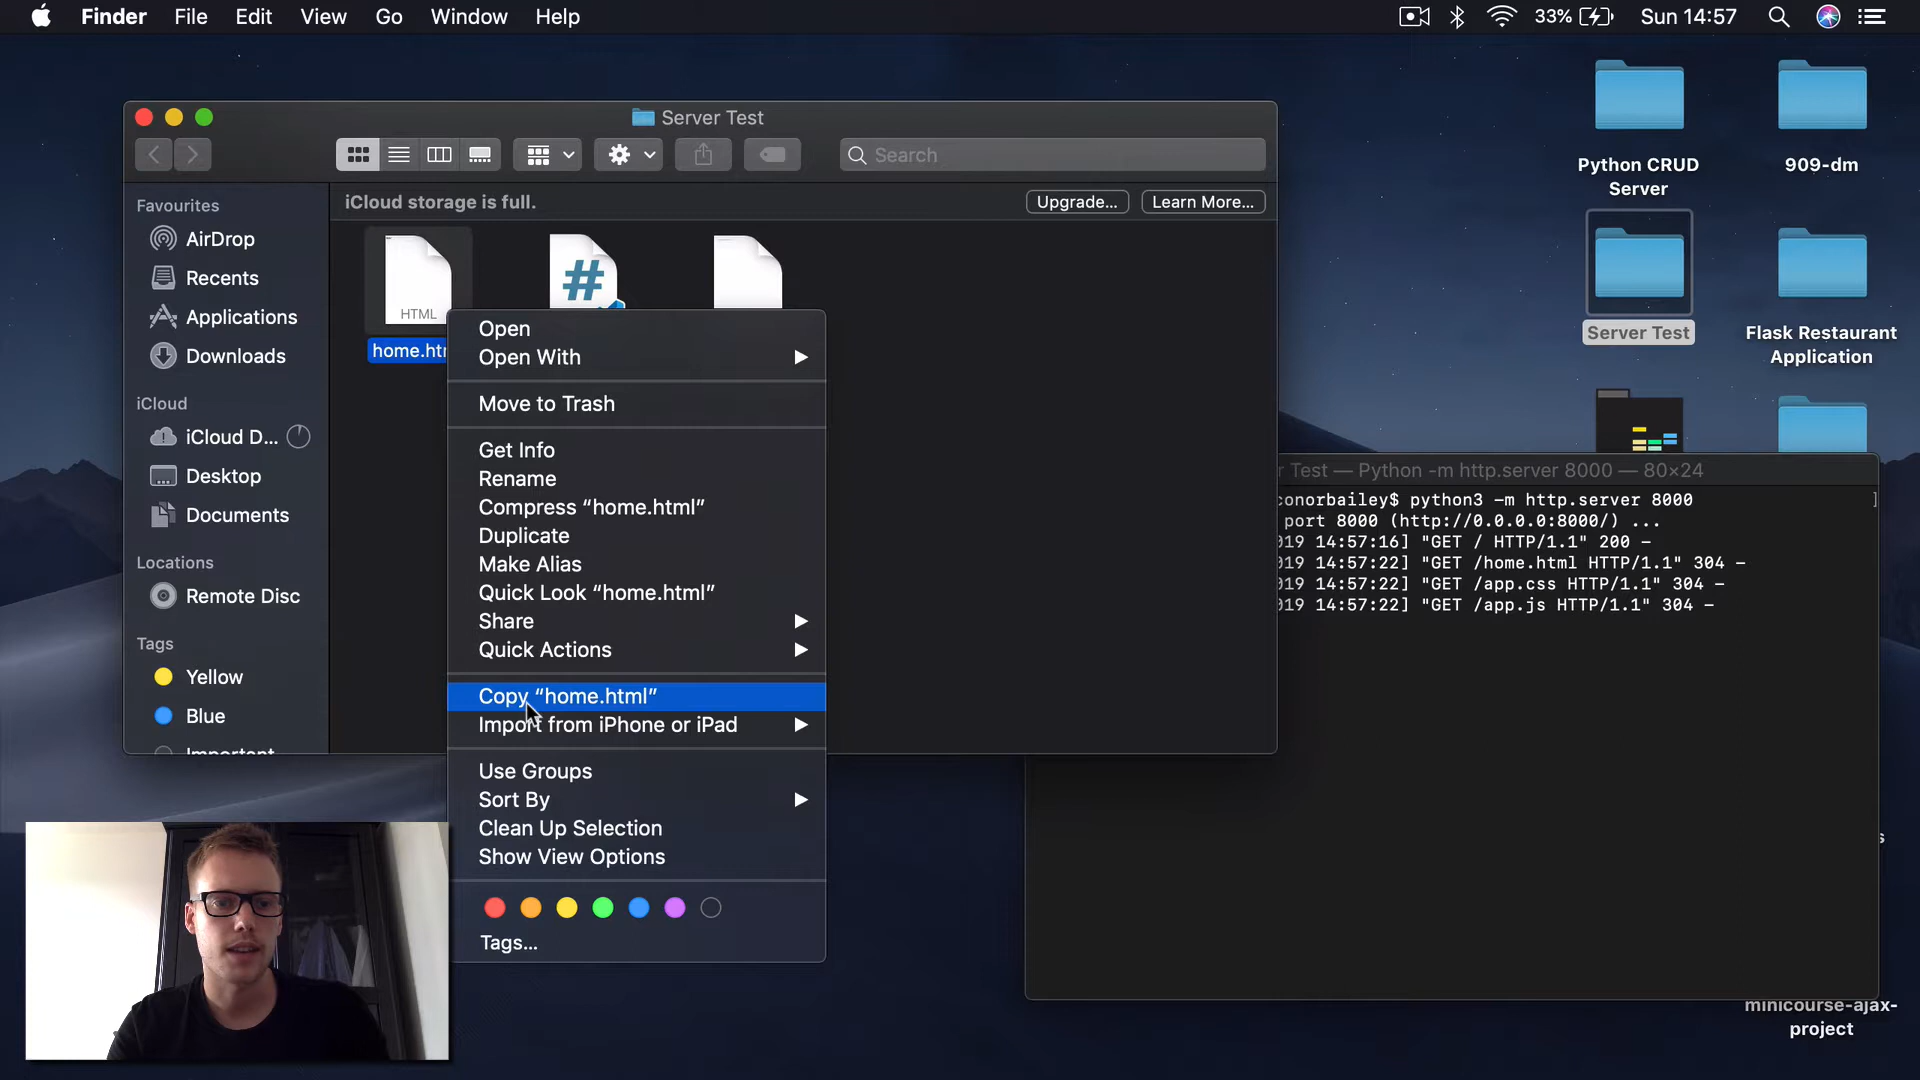 Finder File Edit View Go Window Help
33% Sun 14:57
Server Test
Search
Favourites
AirDrop
Recents
Applications
Downloads
iCloud
iCloud D...
Desktop
Documents
Locations
Remote Disc
Tags
Yellow
Blue
Important
iCloud storage is full.
Upgrade...
Learn More...
HTML
#
home.htm
Open
Open With
Move to Trash
Get Info
Rename
Compress “home.html”
Duplicate
Make Alias
Quick Look “home.html”
Share
Quick Actions
Copy “home.html”
Import from iPhone or iPad
Use Groups
Sort By
Clean Up Selection
Show View Options
Tags...
Python CRUD
Server
909-dm
Server Test
Flask Restaurant
Application
r Test — Python -m http.server 8000 — 80×24
conorbailey$ python3 -m http.server 8000
port 8000 (http://0.0.0.0:8000/) ...
019 14:57:16] "GET / HTTP/1.1" 200 -
019 14:57:22] "GET /home.html HTTP/1.1" 304 -
019 14:57:22] "GET /app.css HTTP/1.1" 304 -
019 14:57:22] "GET /app.js HTTP/1.1" 304 -
s
minicourse-ajax-
project